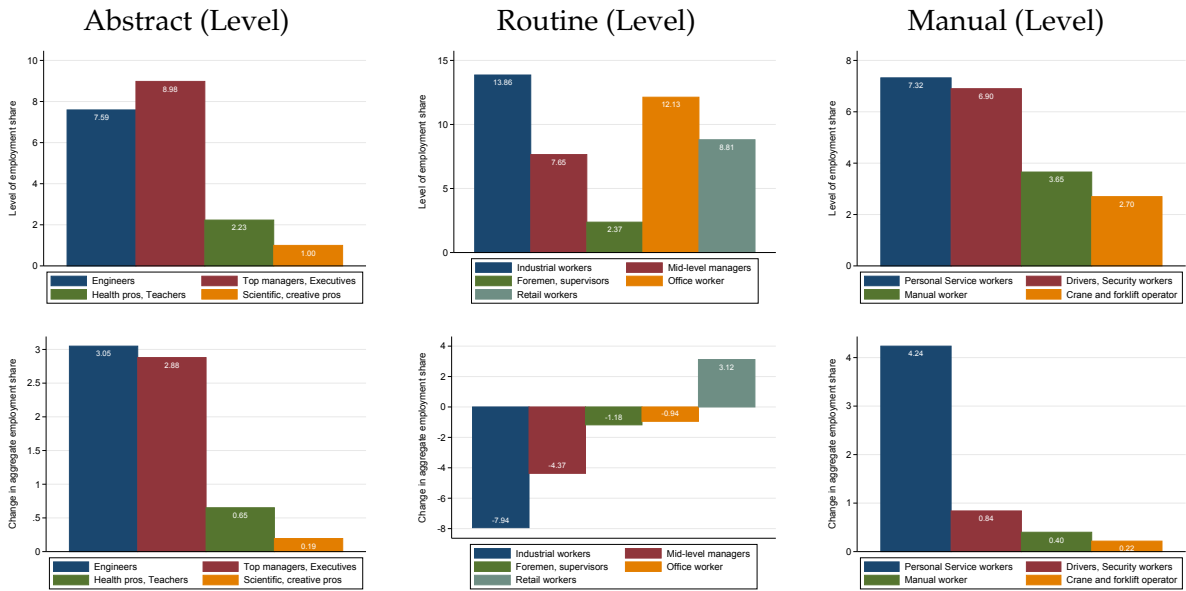 Abstract (Level)
Routine (Level)
Manual (Level)
Level of employment share
10
8
6
4
2
0
7.59
8.98
2.23
1.00
Engineers
Top managers, Executives
Health pros, Teachers
Scientific, creative pros
Level of employment share
15
10
5
0
13.86
7.65
2.37
12.13
8.81
Industrial workers
Mid-level managers
Foremen, supervisors
Office worker
Retail workers
Level of employment share
8
6
4
2
0
7.32
6.90
3.65
2.70
Personal Service workers
Drivers, Security workers
Manual worker
Crane and forklift operator
Change in aggregate employment share
3
2.5
2
1.5
1
.5
0
3.05
2.88
0.65
0.19
Engineers
Top managers, Executives
Health pros, Teachers
Scientific, creative pros
Change in aggregate employment share
4
2
0
-2
-4
-6
-8
-7.94
-4.37
-1.18
-0.94
3.12
Industrial workers
Mid-level managers
Foremen, supervisors
Office worker
Retail workers
Change in aggregate employment share
4
3
2
1
0
4.24
0.84
0.40
0.22
Personal Service workers
Drivers, Security workers
Manual worker
Crane and forklift operator